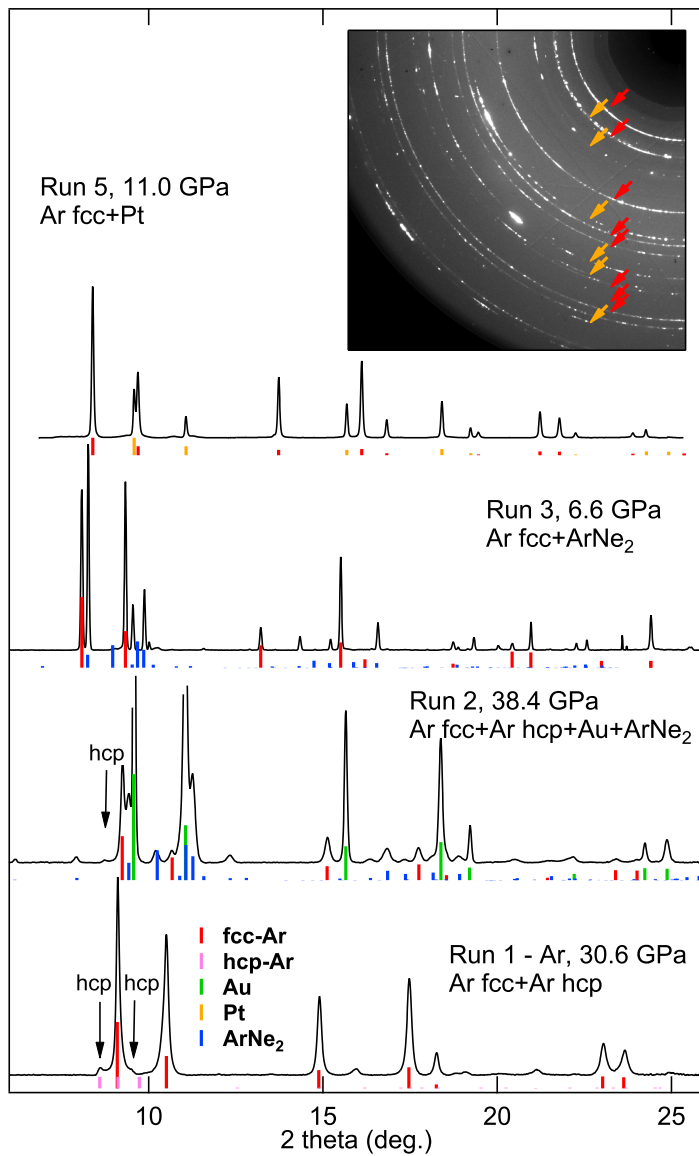 Run 5, 11.0 GPa
Ar fcc+Pt
Run 3, 6.6 GPa
Ar fcc+ArNe₂
Run 2, 38.4 GPa
Ar fcc+Ar hcp+Au+ArNe₂
hcp
Run 1 - Ar, 30.6 GPa
Ar fcc+Ar hcp
hcp hcp
fcc-Ar
hcp-Ar
Au
Pt
ArNe₂
10 15 20 25
2 theta (deg.)